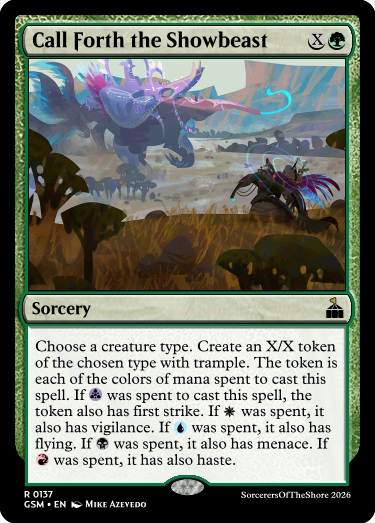 Call Forth the Showbeast X
Sorcery
Choose a creature type. Create an X/X token
of the chosen type with trample. The token is
each of the colors of mana spent to cast this
spell. If was spent to cast this spell, the
token also has first strike. If was spent, it
also has vigilance. If was spent, it also has
flying. If was spent, it also has menace. If
was spent, it has also haste.
R 0137
GSM • EN Mike Azevedo
SorcerersOfTheShore 2026